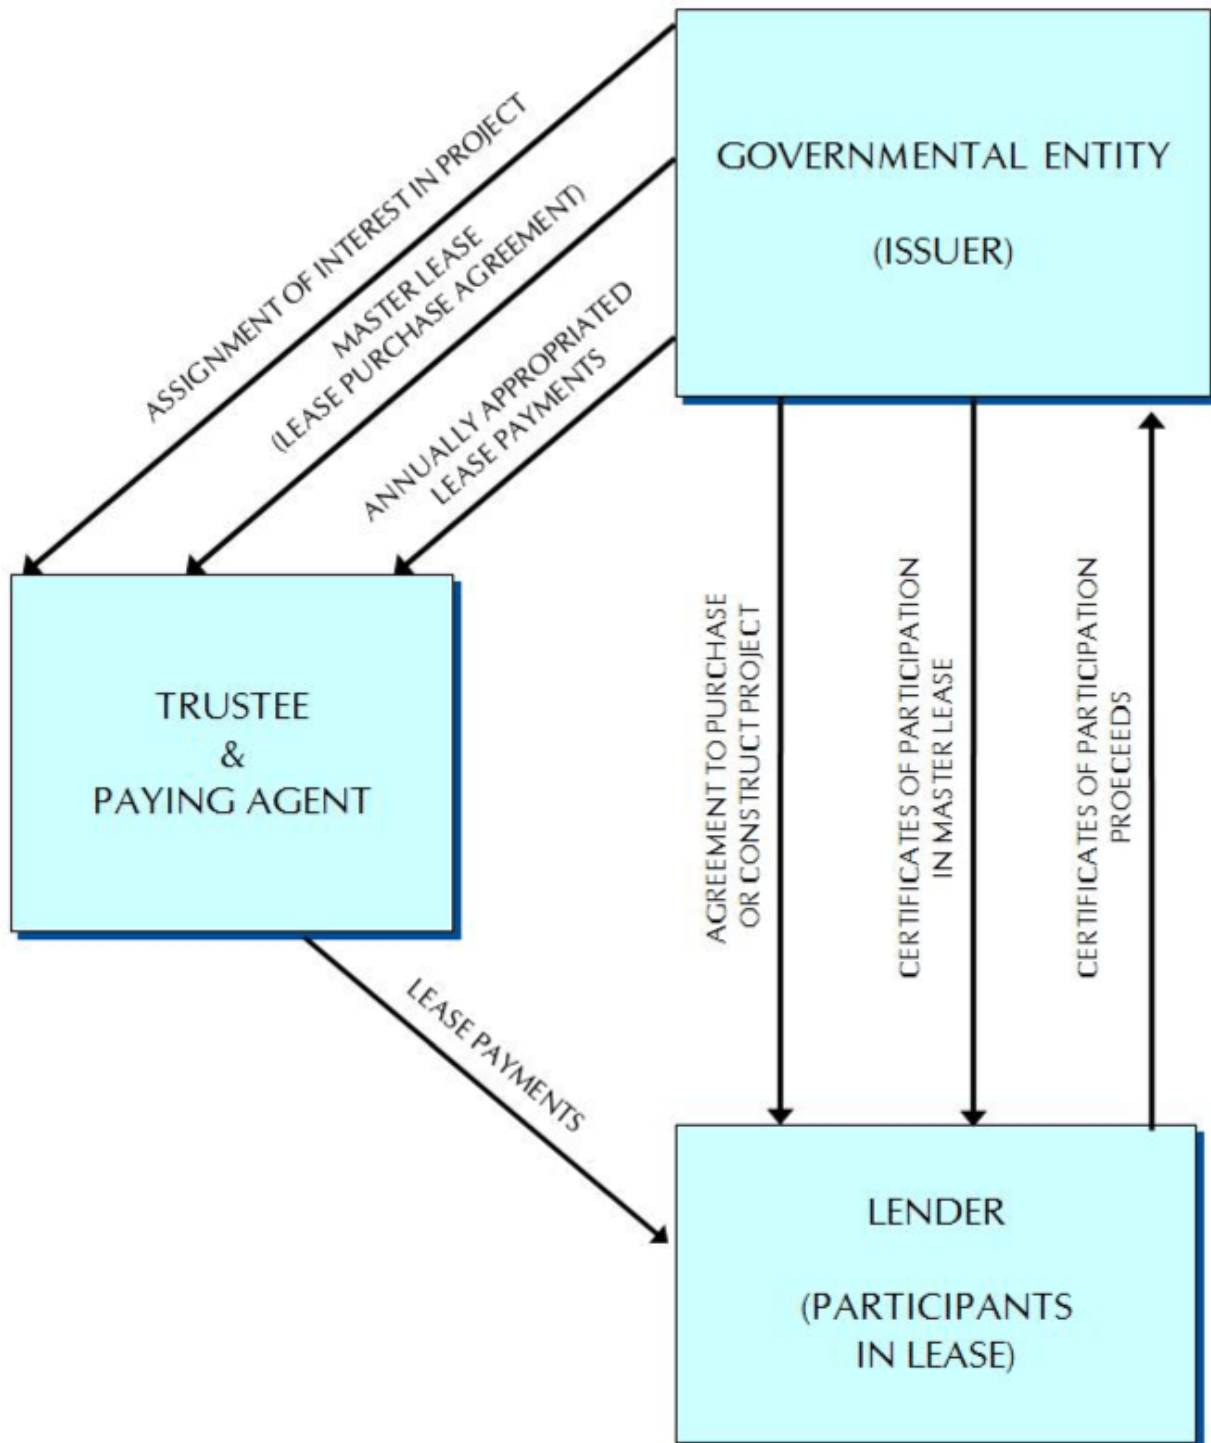 GOVERNMENTAL ENTITY
(ISSUER)
ASSIGNMENT OF INTEREST IN PROJECT
MASTER LEASE
(LEASE PURCHASE AGREEMENT)
ANNUALLY APPROPRIATED
LEASE PAYMENTS
TRUSTEE
&
PAYING AGENT
AGREEMENT TO PURCHASE
OR CONSTRUCT PROJECT
CERTIFICATES OF PARTICIPATION
IN MASTER LEASE
CERTIFICATES OF PARTICIPATION
PROECEEDS
LEASE PAYMENTS
LENDER
(PARTICIPANTS
IN LEASE)